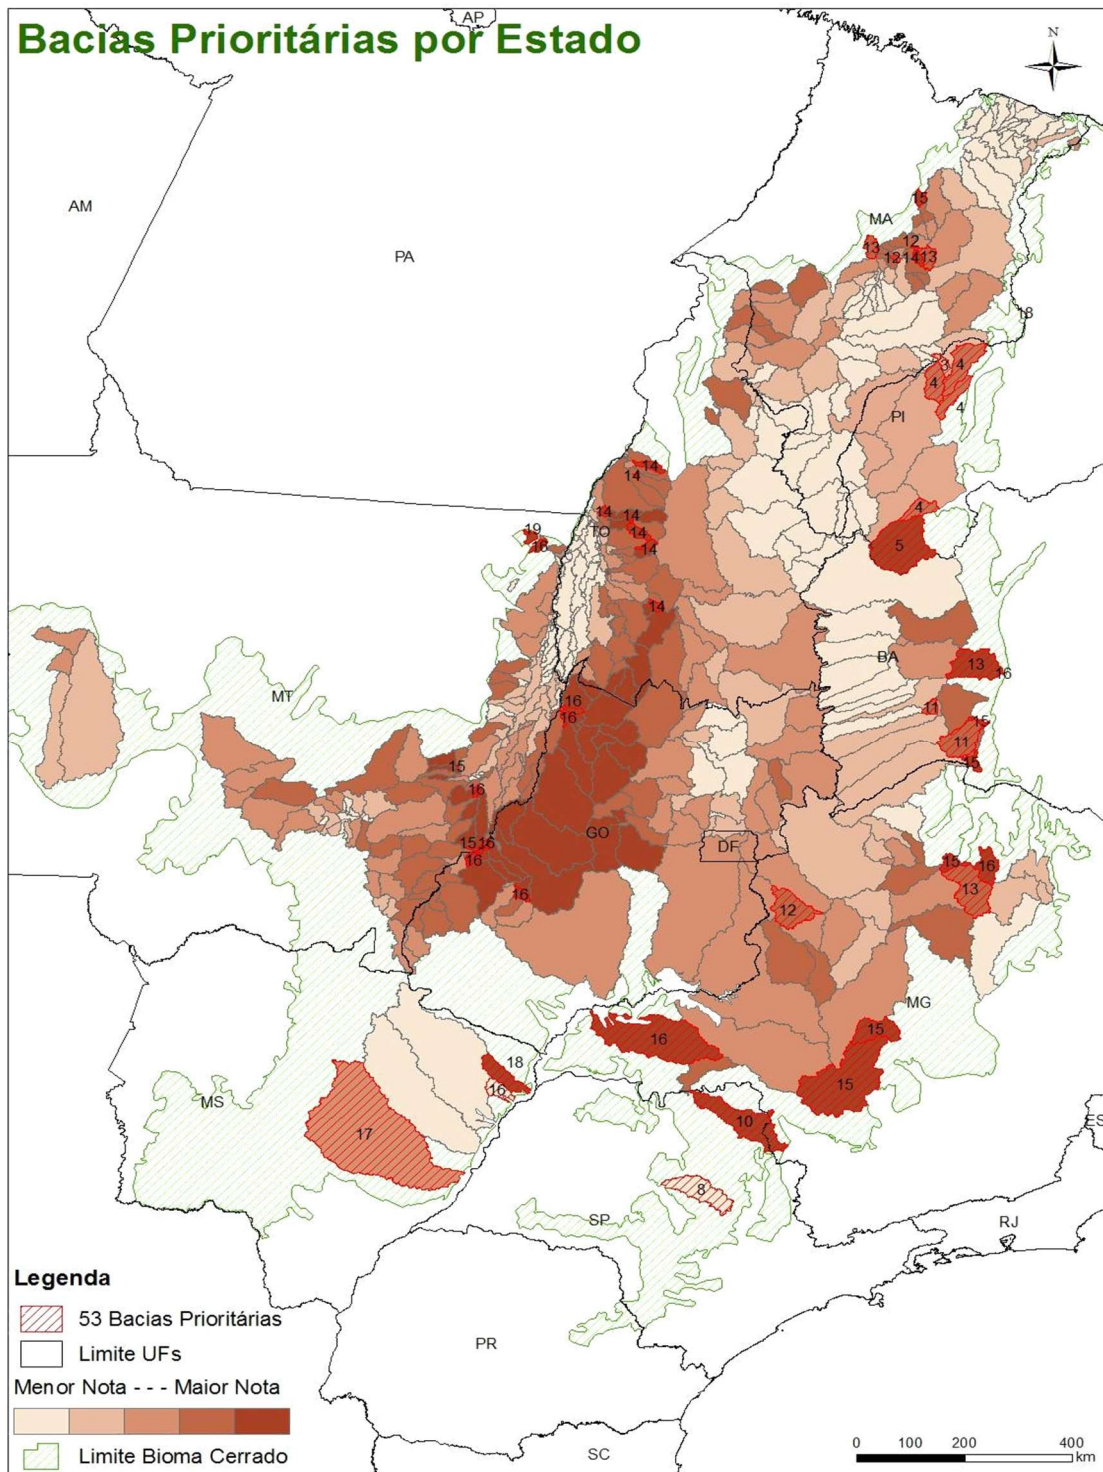 Bacias Prioritárias por Estado
AP
N
AM
PA
MA
15
13
12
12
14
13
18
3
4
4
4
PI
4
5
14
14
14
14
TO
14
14
14
19
16
BA
13
16
11
15
11
15
MT
16
16
15
16
15
16
16
16
GO
DF
12
15
16
13
MG
15
15
16
18
16
17
MS
10
8
SP
ES
RJ
PR
SC
Legenda
53 Bacias Prioritárias
Limite UFs
Menor Nota - - - Maior Nota
Limite Bioma Cerrado
0 100 200 400
km